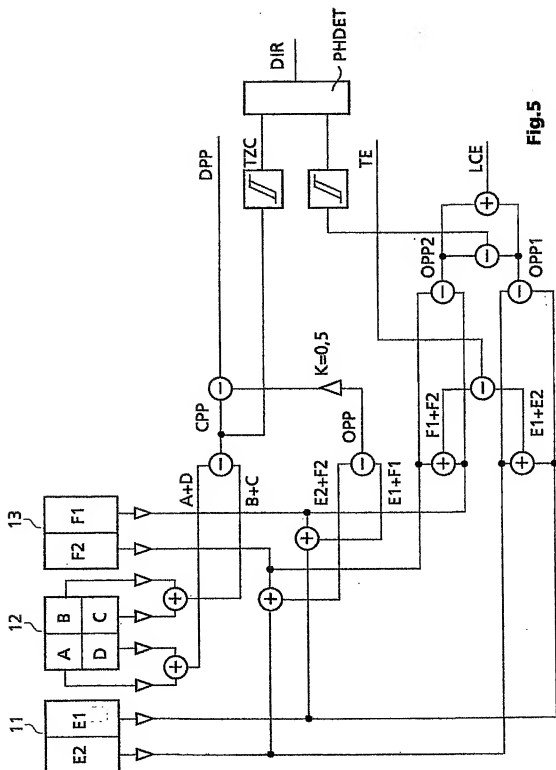 11
12
13
E2
E1
A
B
D
C
F2
F1
A+D
B+C
CPP
DPP
TZC
DIR
PHDET
K=0,5
OPP
E2+F2
E1+F1
TE
F1+F2
E1+E2
OPP2
OPP1
LCE
Fig.5